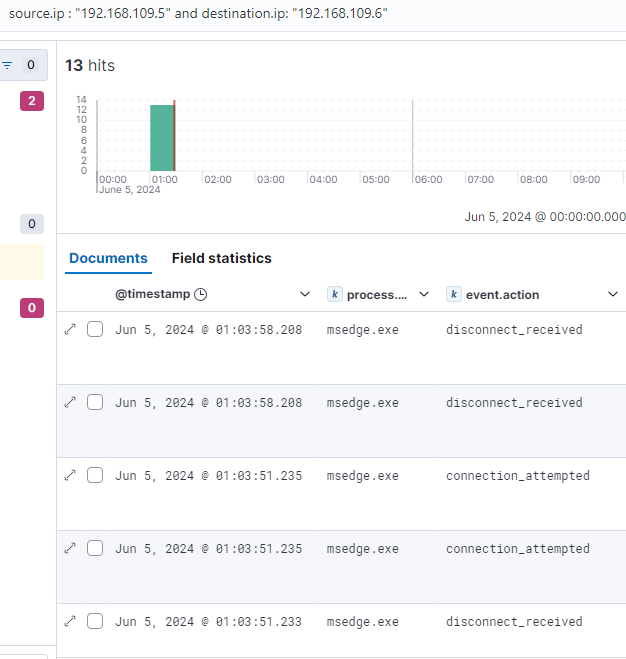 source.ip : "192.168.109.5" and destination.ip: "192.168.109.6"
0
2
0
0
13 hits
14
12
10
8
6
4
2
0
00:00 01:00 02:00 03:00 04:00 05:00 06:00 07:00 08:00 09:00
June 5, 2024
Jun 5, 2024 @ 00:00:00.000
Documents Field statistics
@timestamp k process.... k event.action
Jun 5, 2024 @ 01:03:58.208 msedge.exe disconnect_received
Jun 5, 2024 @ 01:03:58.208 msedge.exe disconnect_received
Jun 5, 2024 @ 01:03:51.235 msedge.exe connection_attempted
Jun 5, 2024 @ 01:03:51.235 msedge.exe connection_attempted
Jun 5, 2024 @ 01:03:51.233 msedge.exe disconnect_received